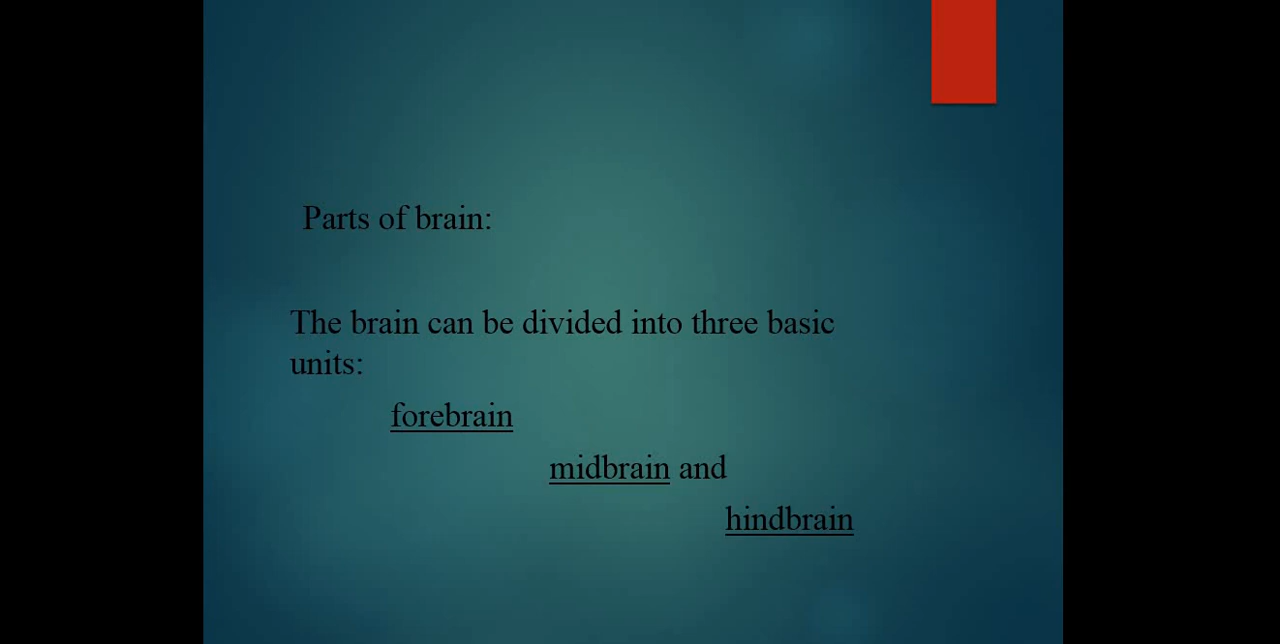 Parts of brain:
The brain can be divided into three basic
units:
forebrain
midbrain and
hindbrain